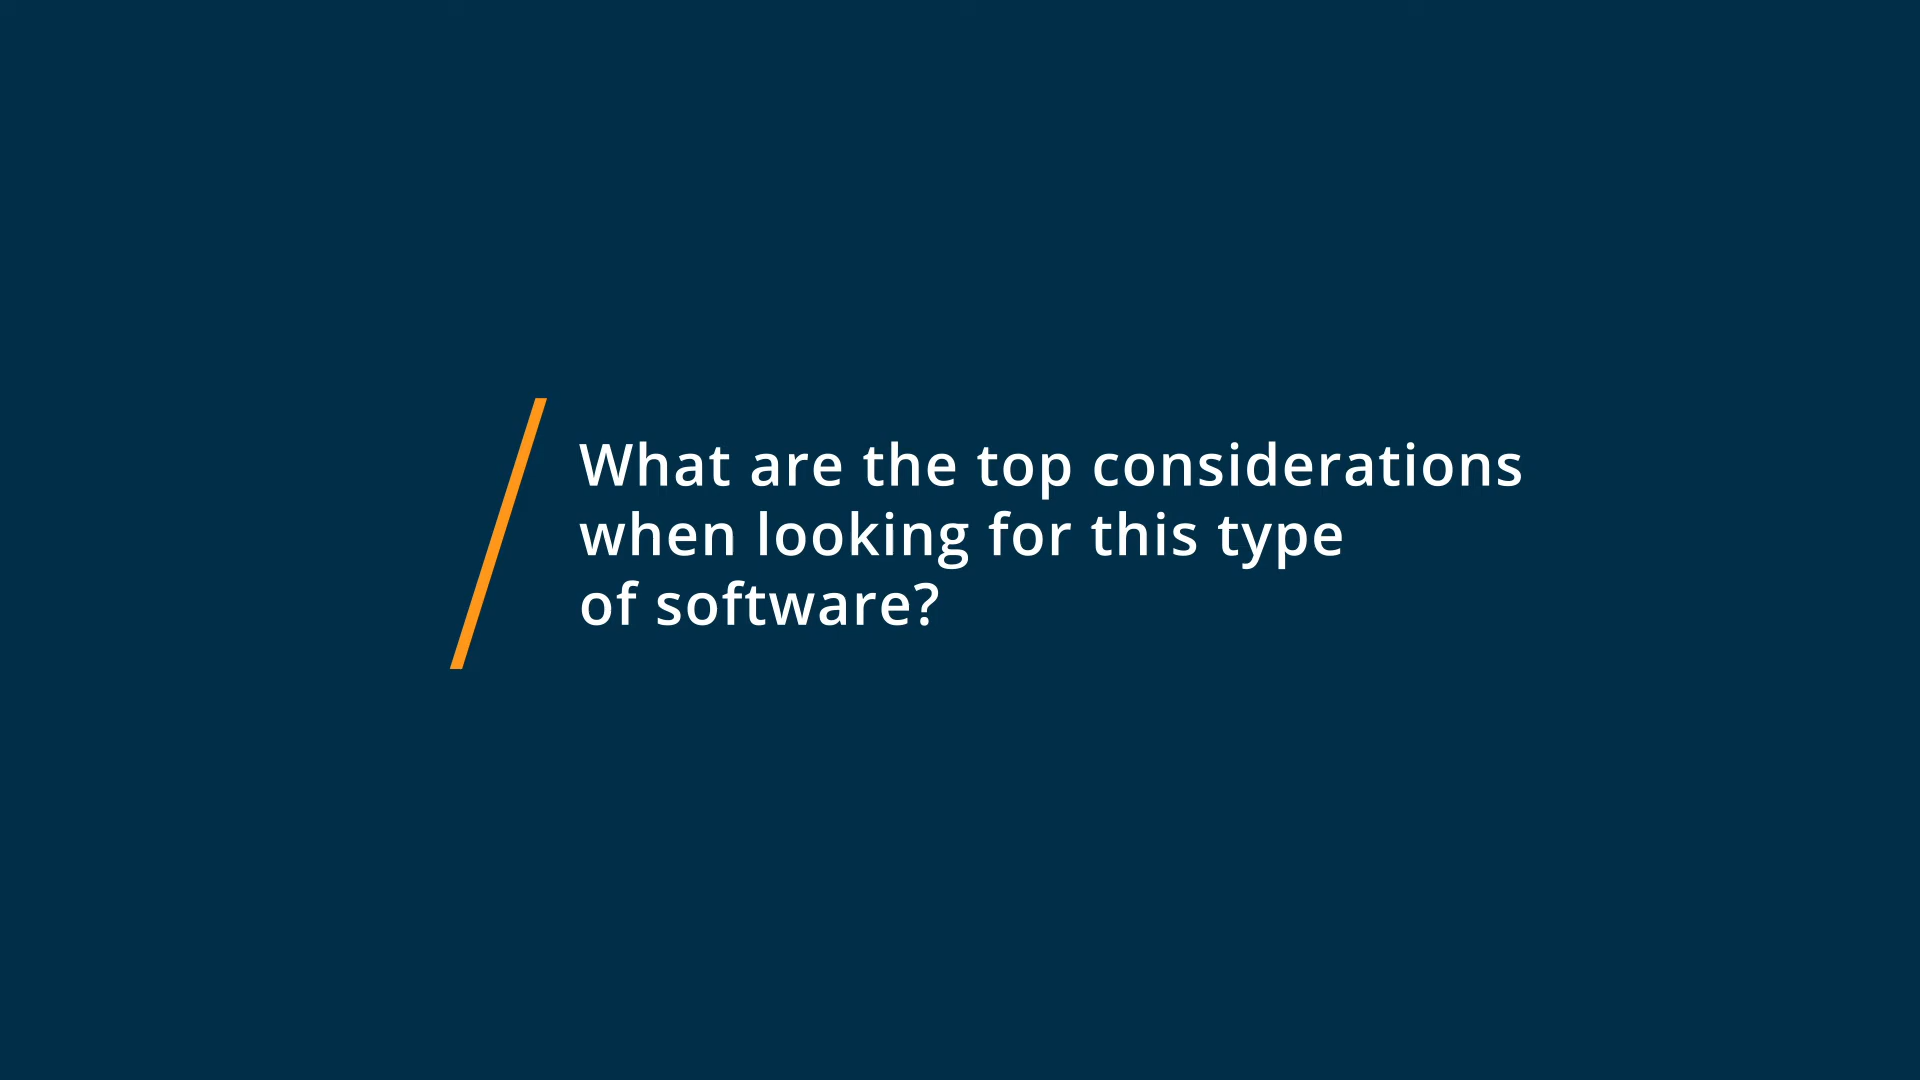 What are the top considerations
when looking for this type
of software?